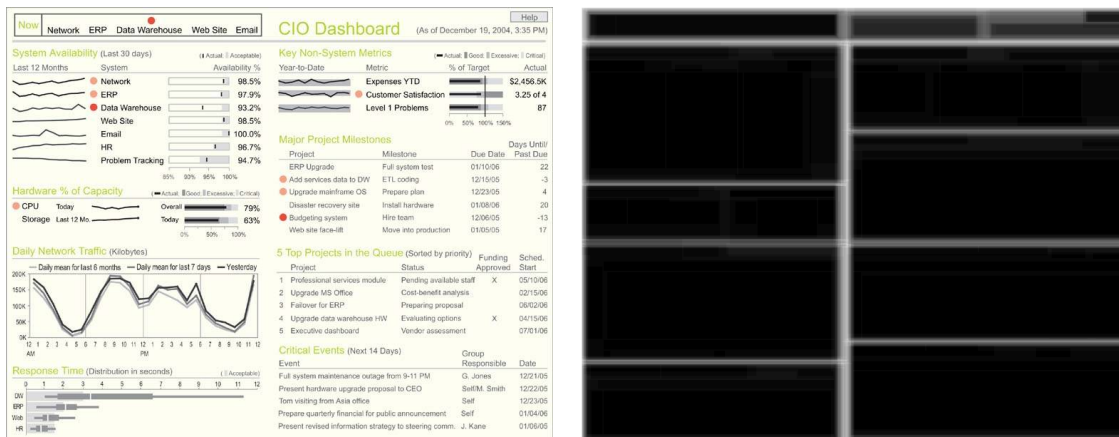 Now Network ERP Data Warehouse Web Site Email
CIO Dashboard (As of December 19, 2004, 3:35 PM)
Help
System Availability (Last 30 days) (Actual Acceptable)
Last 12 Months System Availability %
Network 98.5%
ERP 97.9%
Data Warehouse 93.2%
Web Site 98.5%
Email 100.0%
HR 96.7%
Problem Tracking 94.7%
85% 90% 95% 100%
Hardware % of Capacity (Actual Good Excessive Critical)
CPU Today Overall 79%
Storage Last 12 Mo. Today 63%
0% 50% 100%
Daily Network Traffic (Kilobytes)
Daily mean for last 6 months Daily mean for last 7 days Yesterday
200K
150K
100K
50K
0K
12 1 2 3 4 5 6 7 8 9 10 11 12 1 2 3 4 5 6 7 8 9 10 11 12
AM PM
Response Time (Distribution in seconds) (Acceptable)
0 1 2 3 4 5 6 7 8 9 10 11 12
DW
ERP
Web
HR
Key Non-System Metrics (Actual Good Excessive Critical)
Year-to-Date Metric % of Target Actual
Expenses YTD $2,456.5K
Customer Satisfaction 3.25 of 4
Level 1 Problems 87
0% 50% 100% 150%
Major Project Milestones
Project Milestone Due Date Days Until/ Past Due
ERP Upgrade Full system test 01/10/06 22
Add services data to DW ETL coding 12/15/05 -3
Upgrade mainframe OS Prepare plan 12/23/05 4
Disaster recovery site Install hardware 01/08/06 20
Budgeting system Hire team 12/06/05 -13
Web site face-lift Move into production 01/05/05 17
5 Top Projects in the Queue (Sorted by priority)
Project Status Funding Approved Sched. Start
1 Professional services module Pending available staff X 05/10/06
2 Upgrade MS Office Cost-benefit analysis 02/15/06
3 Failover for ERP Preparing proposal 06/02/06
4 Upgrade data warehouse HW Evaluating options X 04/15/06
5 Executive dashboard Vendor assessment 07/01/06
Critical Events (Next 14 Days)
Event Group Responsible Date
Full system maintenance outage from 9-11 PM G. Jones 12/21/05
Present hardware upgrade proposal to CEO Self/M. Smith 12/22/05
Tom visiting from Asia office Self 12/23/05
Prepare quarterly financial for public announcement Self 01/04/06
Present revised information strategy to steering comm. J. Kane 01/06/05